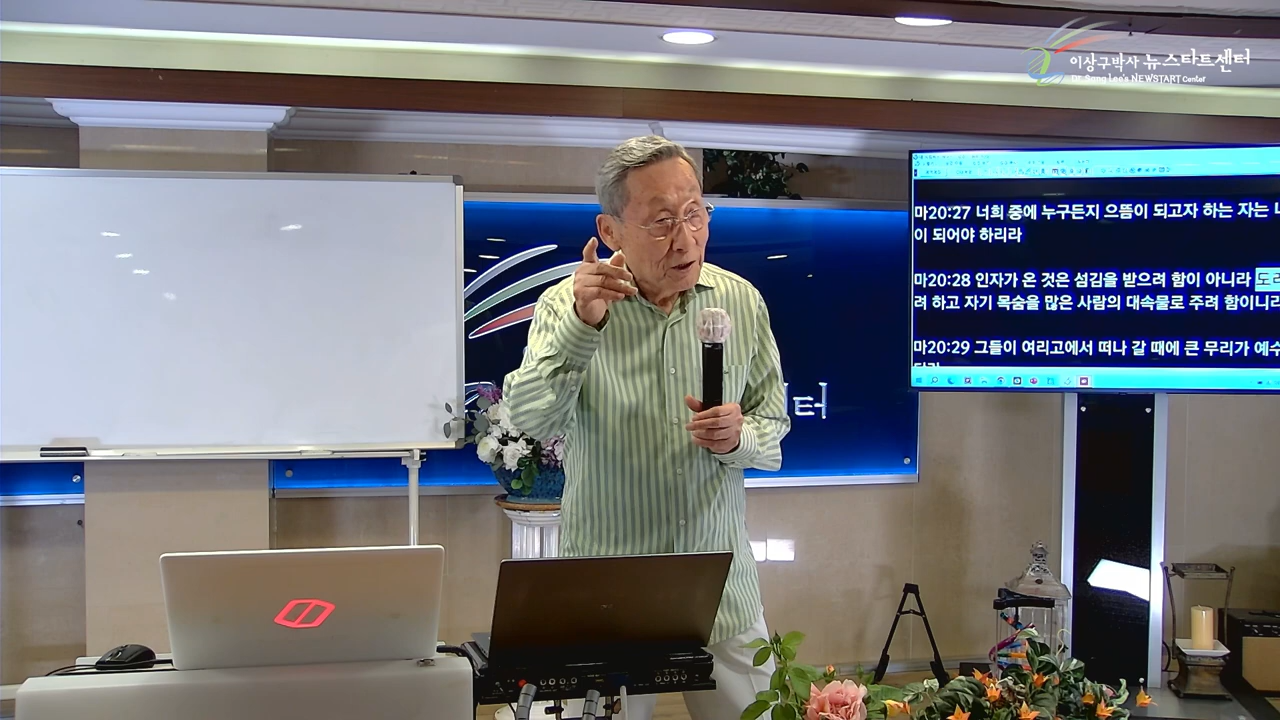 이상구박사 뉴스타트센터
Dr. Sang Lee's NEWSTART Center
마20:27 너희 중에 누구든지 으뜸이 되고자 하는 자는
이 되어야 하리라
마20:28 인자가 온 것은 섬김을 받으려 함이 아니라 도리
려 하고 자기 목숨을 많은 사람의 대속물로 주려 함이니라
마20:29 그들이 여리고에서 떠나 갈 때에 큰 무리가 예수
터